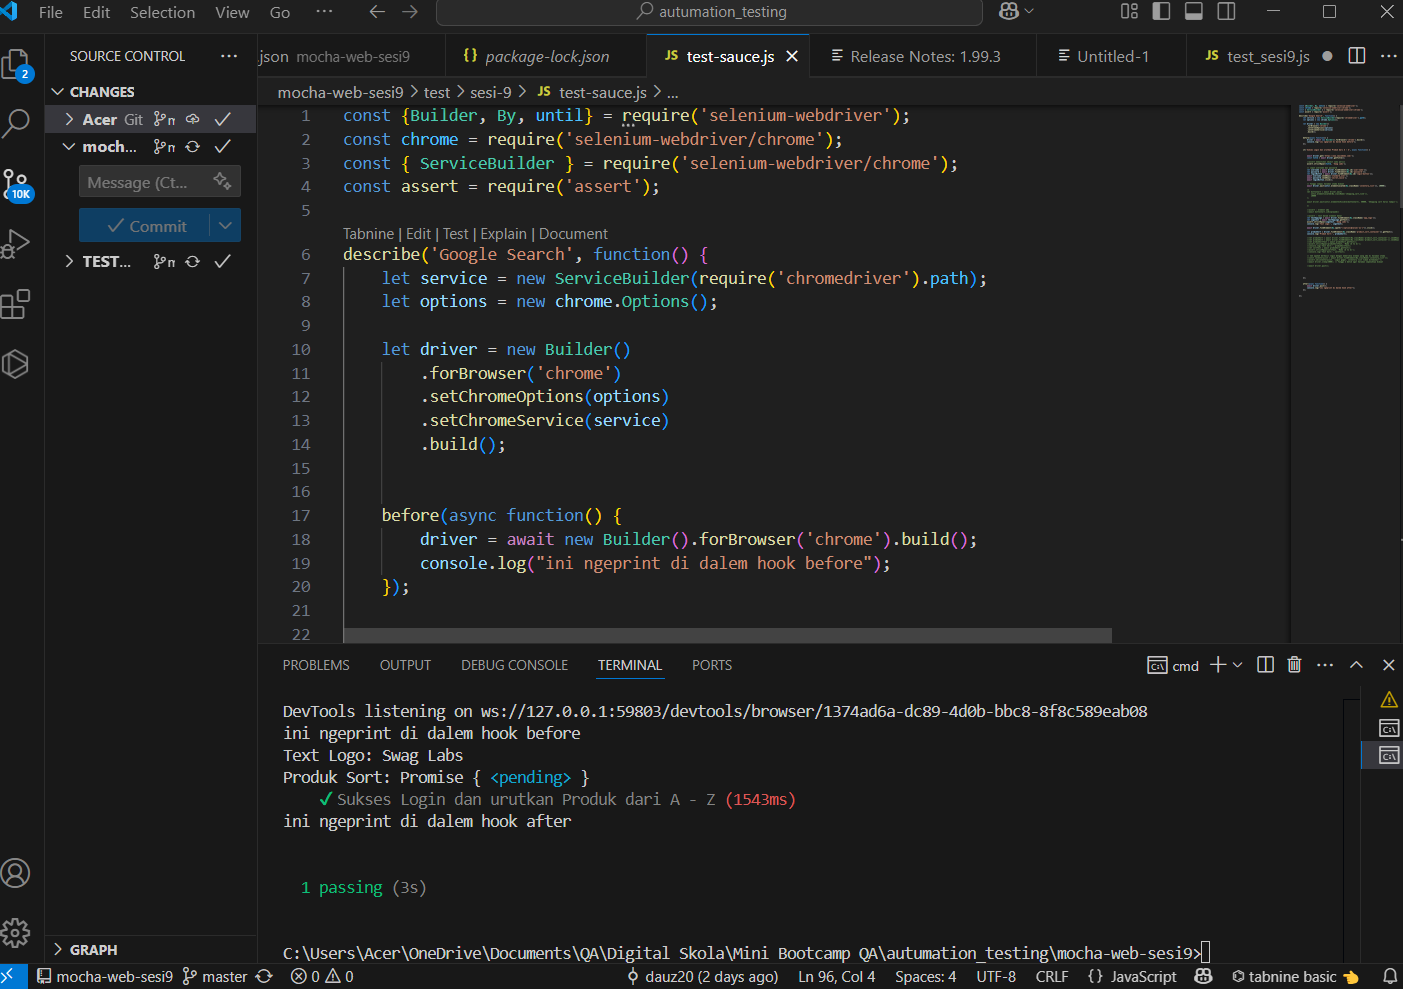 File Edit Selection View Go ··· autumation_testing
SOURCE CONTROL ···
CHANGES
Acer Git
moch...
Message (Ct...
Commit
TEST...
GRAPH
2
10K
.json mocha-web-sesi9 {} package-lock.json JS test-sauce.js Release Notes: 1.99.3 Untitled-1 JS test_sesi9.js
mocha-web-sesi9 > test > sesi-9 > JS test-sauce.js > ...
1 const {Builder, By, until} = require('selenium-webdriver');
2 const chrome = require('selenium-webdriver/chrome');
3 const { ServiceBuilder } = require('selenium-webdriver/chrome');
4 const assert = require('assert');
5
Tabnine | Edit | Test | Explain | Document
6 describe('Google Search', function() {
7 let service = new ServiceBuilder(require('chromedriver').path);
8 let options = new chrome.Options();
9
10 let driver = new Builder()
11 .forBrowser('chrome')
12 .setChromeOptions(options)
13 .setChromeService(service)
14 .build();
15
16
17 before(async function() {
18 driver = await new Builder().forBrowser('chrome').build();
19 console.log("ini ngeprint di dalem hook before");
20 });
21
22
PROBLEMS OUTPUT DEBUG CONSOLE TERMINAL PORTS cmd
DevTools listening on ws://127.0.0.1:59803/devtools/browser/1374ad6a-dc89-4d0b-bbc8-8f8c589eab08
ini ngeprint di dalem hook before
Text Logo: Swag Labs
Produk Sort: Promise { <pending> }
✓ Sukses Login dan urutkan Produk dari A - Z (1543ms)
ini ngeprint di dalem hook after
1 passing (3s)
C:\Users\Acer\OneDrive\Documents\QA\Digital Skola\Mini Bootcamp QA\autumation_testing\mocha-web-sesi9>
mocha-web-sesi9 master 0 0 dauz20 (2 days ago) Ln 96, Col 4 Spaces: 4 UTF-8 CRLF {} JavaScript tabnine basic